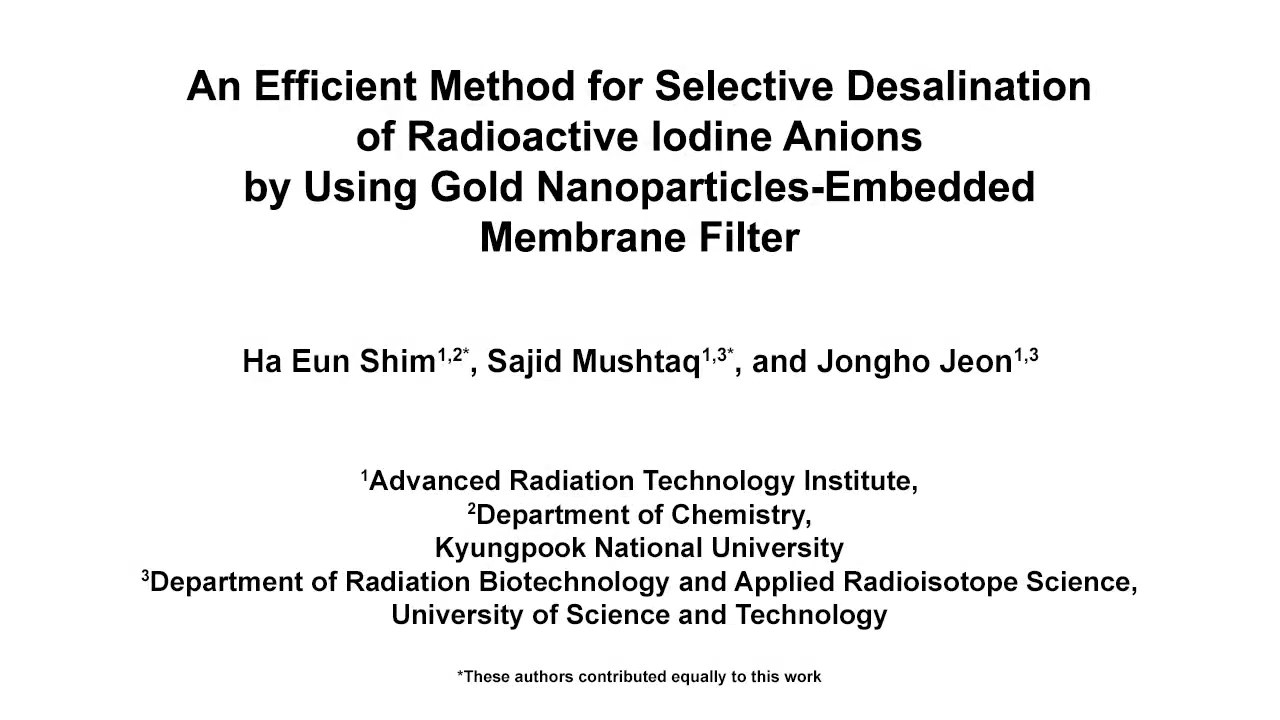 An Efficient Method for Selective Desalination
of Radioactive Iodine Anions
by Using Gold Nanoparticles-Embedded
Membrane Filter
Ha Eun Shim1,2*, Sajid Mushtaq1,3*, and Jongho Jeon1,3
1Advanced Radiation Technology Institute,
2Department of Chemistry,
Kyungpook National University
3Department of Radiation Biotechnology and Applied Radioisotope Science,
University of Science and Technology
*These authors contributed equally to this work